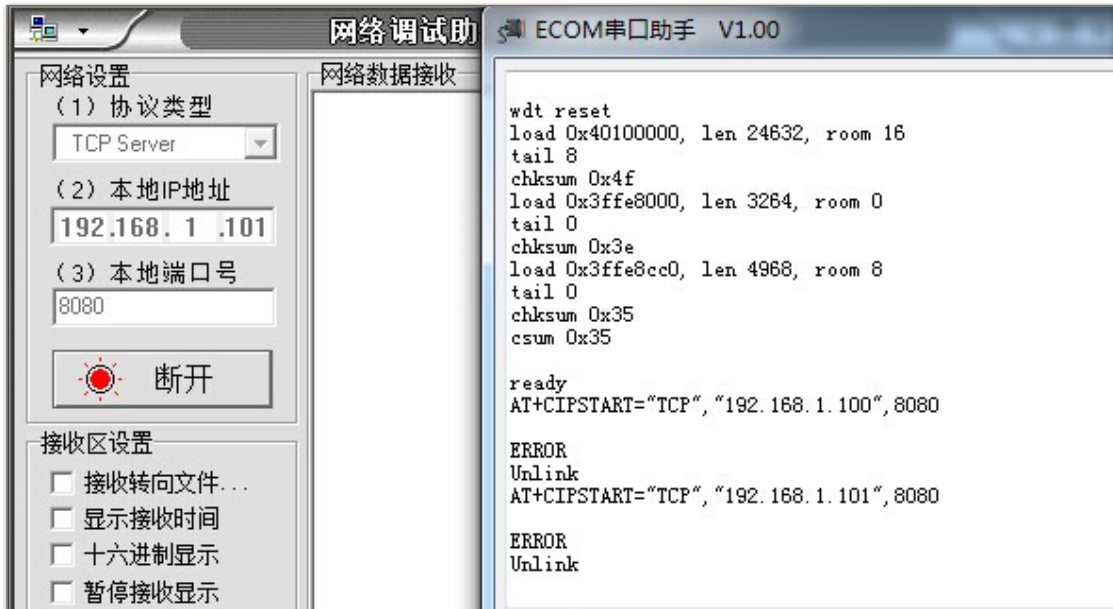 网络调试助
网络设置
（1）协议类型
TCP Server
（2）本地IP地址
192.168. 1 .101
（3）本地端口号
8080
断开
接收区设置
接收转向文件...
显示接收时间
十六进制显示
暂停接收显示
网络数据接收
ECOM串口助手 V1.00
wdt reset
load 0x40100000, len 24632, room 16
tail 8
chksum 0x4f
load 0x3ffe8000, len 3264, room 0
tail 0
chksum 0x3e
load 0x3ffe8cc0, len 4968, room 8
tail 0
chksum 0x35
csum 0x35
ready
AT+CIPSTART="TCP","192.168.1.100",8080
ERROR
Unlink
AT+CIPSTART="TCP","192.168.1.101",8080
ERROR
Unlink